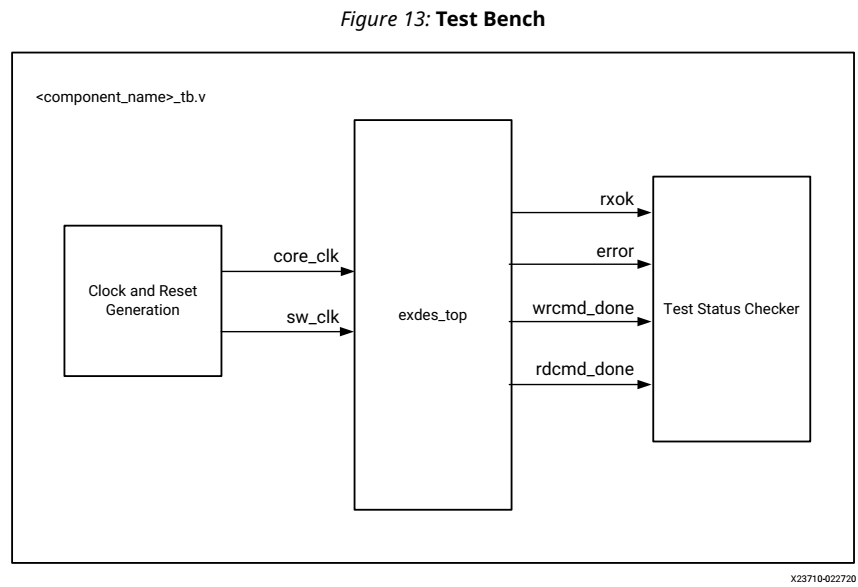 Figure 13: Test Bench
<component_name>_tb.v
Clock and Reset
Generation
core_clk
sw_clk
exdes_top
rxok
error
wrcmd_done
rdcmd_done
Test Status Checker
X23710-022720